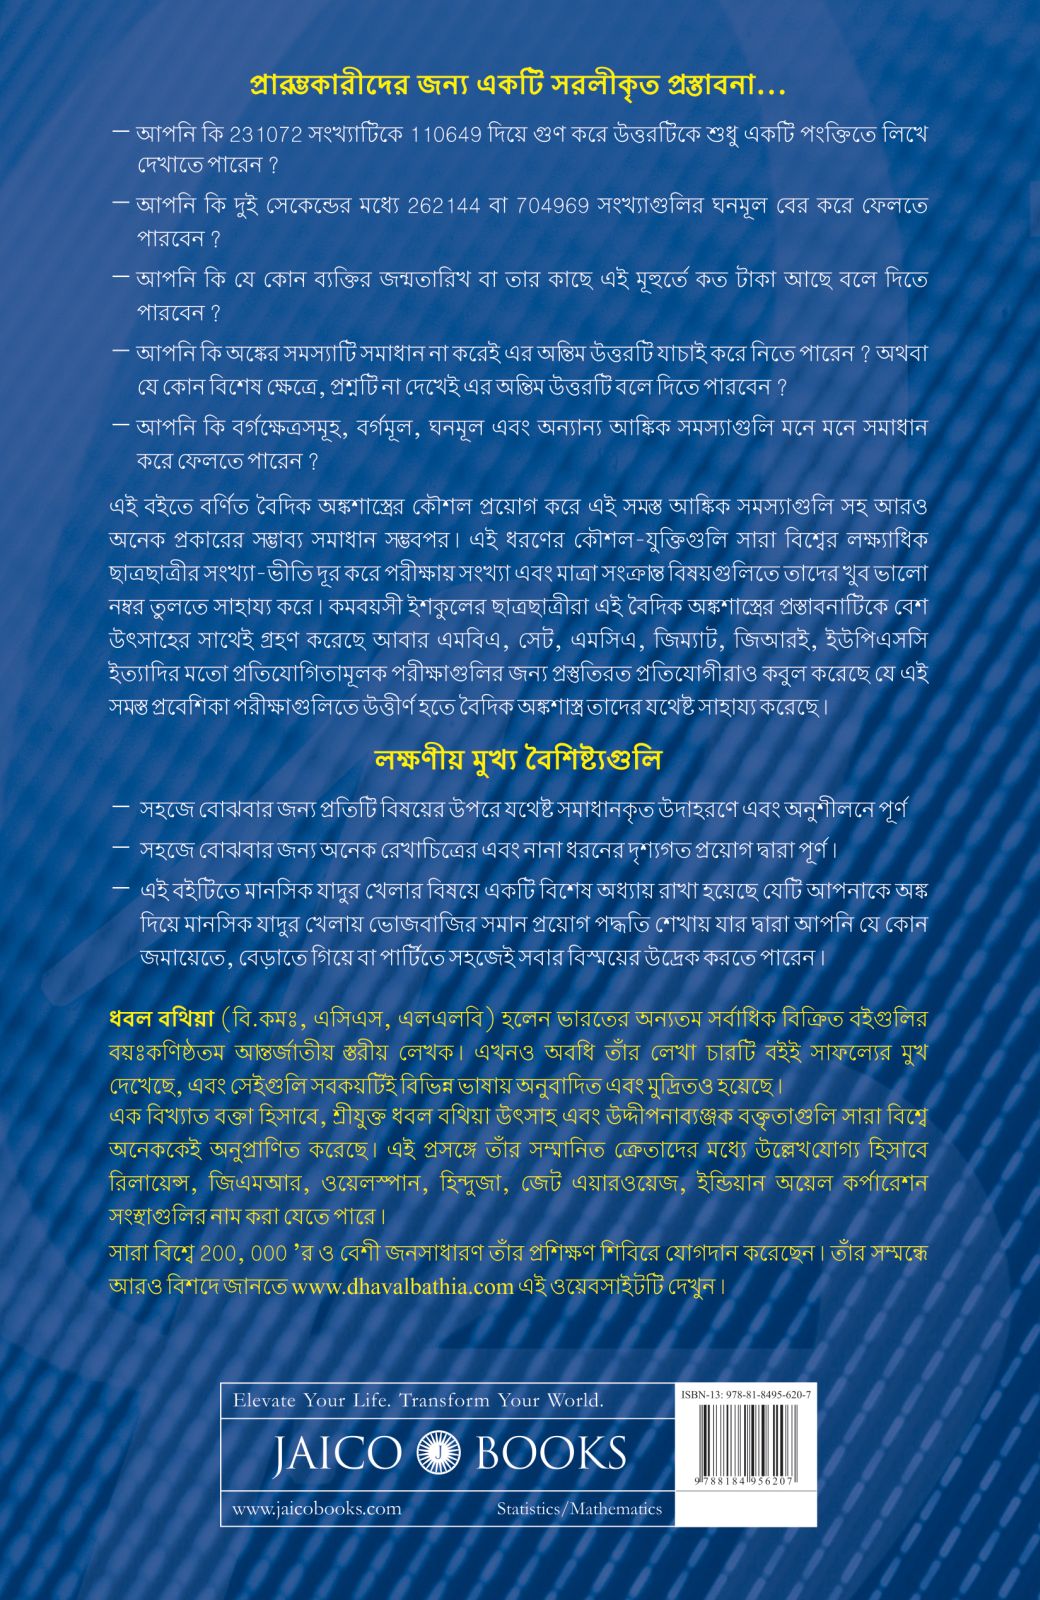 প্রারম্ভকারীদের জন্য একটি সরলীকৃত প্রস্তাবনা...
– আপনি কি 231072 সংখ্যাটিকে 110649 দিয়ে গুণ করে উত্তরটিকে শুধু একটি পংক্তিতে লিখে
দেখাতে পারেন ?
– আপনি কি দুই সেকেন্ডের মধ্যে 262144 বা 704969 সংখ্যাগুলির ঘনমূল বের করে ফেলতে
পারবেন ?
– আপনি কি যে কোন ব্যক্তির জন্মতারিখ বা তার কাছে এই মূহুর্তে কত টাকা আছে বলে দিতে
পারবেন ?
– আপনি কি অঙ্কের সমস্যাটি সমাধান না করেই এর অন্তিম উত্তরটি যাচাই করে নিতে পারেন ? অথবা
যে কোন বিশেষ ক্ষেত্রে, প্রশ্নটি না দেখেই এর অন্তিম উত্তরটি বলে দিতে পারবেন ?
– আপনি কি বর্গক্ষেত্রসমূহ, বর্গমূল, ঘনমূল এবং অন্যান্য আঙ্কিক সমস্যাগুলি মনে মনে সমাধান
করে ফেলতে পারেন ?
এই বইতে বর্ণিত বৈদিক অঙ্কশাস্ত্রের কৌশল প্রয়োগ করে এই সমস্ত আঙ্কিক সমস্যাগুলি সহ আরও
অনেক প্রকারের সম্ভাব্য সমাধান সম্ভবপর। এই ধরণের কৌশল-যুক্তিগুলি সারা বিশ্বের লক্ষ্যাধিক
ছাত্রছাত্রীর সংখ্যা-ভীতি দূর করে পরীক্ষায় সংখ্যা এবং মাত্রা সংক্রান্ত বিষয়গুলিতে তাদের খুব ভালো
নম্বর তুলতে সাহায্য করে। কমবয়সী ইশকুলের ছাত্রছাত্রীরা এই বৈদিক অঙ্কশাস্ত্রের প্রস্তাবনাটিকে বেশ
উৎসাহের সাথেই গ্রহণ করেছে আবার এমবিএ, সেট, এমসিএ, জিম্যাট, জিআরই, ইউপিএসসি
ইত্যাদির মতো প্রতিযোগিতামূলক পরীক্ষাগুলির জন্য প্রস্তুতিরত প্রতিযোগীরাও কবুল করেছে যে এই
সমস্ত প্রবেশিকা পরীক্ষাগুলিতে উত্তীর্ণ হতে বৈদিক অঙ্কশাস্ত্র তাদের যথেষ্ট সাহায্য করেছে।
লক্ষণীয় মুখ্য বৈশিষ্ট্যগুলি
– সহজে বোঝবার জন্য প্রতিটি বিষয়ের উপরে যথেষ্ট সমাধানকৃত উদাহরণে এবং অনুশীলনে পূর্ণ
– সহজে বোঝবার জন্য অনেক রেখাচিত্রের এবং নানা ধরনের দৃশ্যগত প্রয়োগ দ্বারা পূর্ণ।
– এই বইটিতে মানসিক যাদুর খেলার বিষয়ে একটি বিশেষ অধ্যায় রাখা হয়েছে যেটি আপনাকে অঙ্ক
দিয়ে মানসিক যাদুর খেলায় ভোজবাজির সমান প্রয়োগ পদ্ধতি শেখায় যার দ্বারা আপনি যে কোন
জমায়েতে, বেড়াতে গিয়ে বা পার্টিতে সহজেই সবার বিস্ময়ের উদ্রেক করতে পারেন।
ধবল বথিয়া (বি.কমঃ, এসিএস, এলএলবি) হলেন ভারতের অন্যতম সর্বাধিক বিক্রিত বইগুলির
বয়ঃকণিষ্ঠতম আন্তর্জাতীয় স্তরীয় লেখক। এখনও অবধি তাঁর লেখা চারটি বইই সাফল্যের মুখ
দেখেছে, এবং সেইগুলি সবকয়টিই বিভিন্ন ভাষায় অনুবাদিত এবং মুদ্রিতও হয়েছে।
এক বিখ্যাত বক্তা হিসাবে, শ্রীযুক্ত ধবল বথিয়া উৎসাহ এবং উদ্দীপনাব্যঞ্জক বক্তৃতাগুলি সারা বিশ্বে
অনেককেই অনুপ্রাণিত করেছে। এই প্রসঙ্গে তাঁর সম্মানিত ক্রেতাদের মধ্যে উল্লেখযোগ্য হিসাবে
রিলায়েন্স, জিএমআর, ওয়েলস্পান, হিন্দুজা, জেট এয়ারওয়েজ, ইন্ডিয়ান অয়েল কর্পারেশন
সংস্থাগুলির নাম করা যেতে পারে।
সারা বিশ্বে 200, 000 ’র ও বেশী জনসাধারণ তাঁর প্রশিক্ষণ শিবিরে যোগদান করেছেন। তাঁর সম্মন্ধে
আরও বিশদে জানতে www.dhavalbathia.com এই ওয়েবসাইটটি দেখুন।
Elevate Your Life. Transform Your World.
JAICO J BOOKS
www.jaicobooks.com Statistics/Mathematics
ISBN-13: 978-81-8495-620-7
9 788184 956207